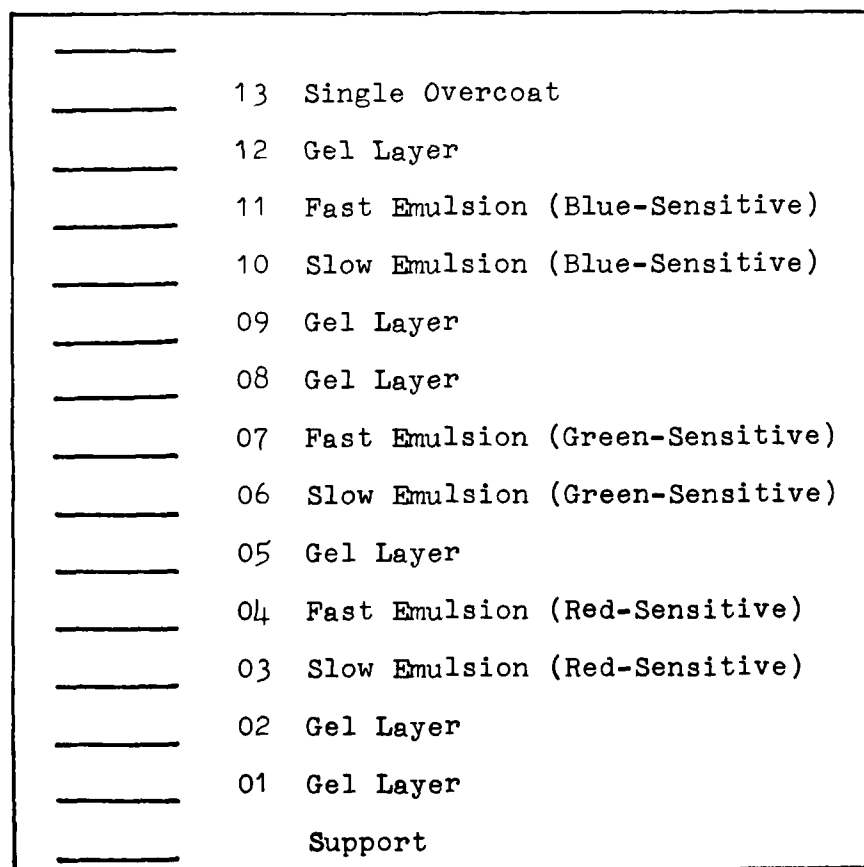 13 Single Overcoat
12 Gel Layer
11 Fast Emulsion (Blue-Sensitive)
10 Slow Emulsion (Blue-Sensitive)
09 Gel Layer
08 Gel Layer
07 Fast Emulsion (Green-Sensitive)
06 Slow Emulsion (Green-Sensitive)
05 Gel Layer
04 Fast Emulsion (Red-Sensitive)
03 Slow Emulsion (Red-Sensitive)
02 Gel Layer
01 Gel Layer
Support